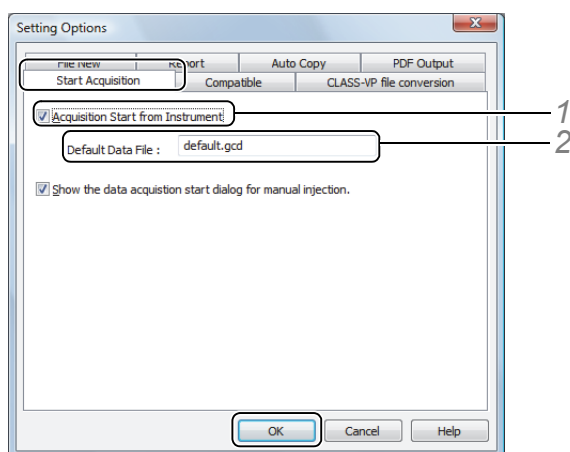 Setting Options
File New Report Auto Copy PDF Output
Start Acquisition Compatible CLASS-VP file conversion
Acquisition Start from Instrument 1
Default Data File : default.gcd 2
Show the data acquistion start dialog for manual injection.
OK Cancel Help